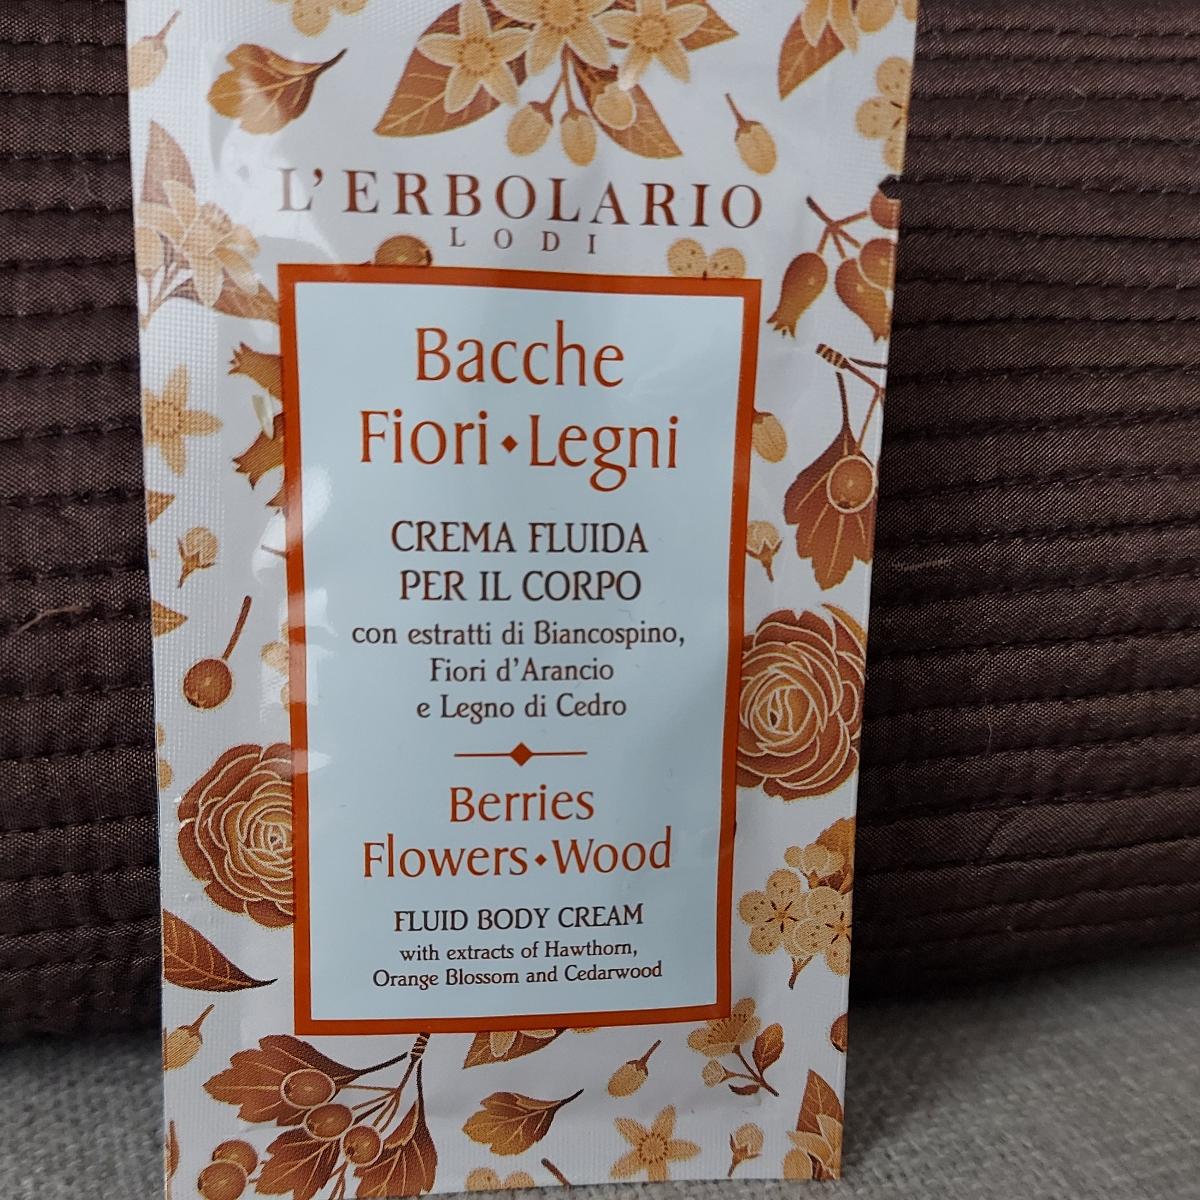 L'ERBOLARIO
LODI
Bacche
Fiori⬥Legni
CREMA FLUIDA
PER IL CORPO
con estratti di Biancospino,
Fiori d'Arancio
e Legno di Cedro
Berries
Flowers⬥Wood
FLUID BODY CREAM
with extracts of Hawthorn,
Orange Blossom and Cedarwood